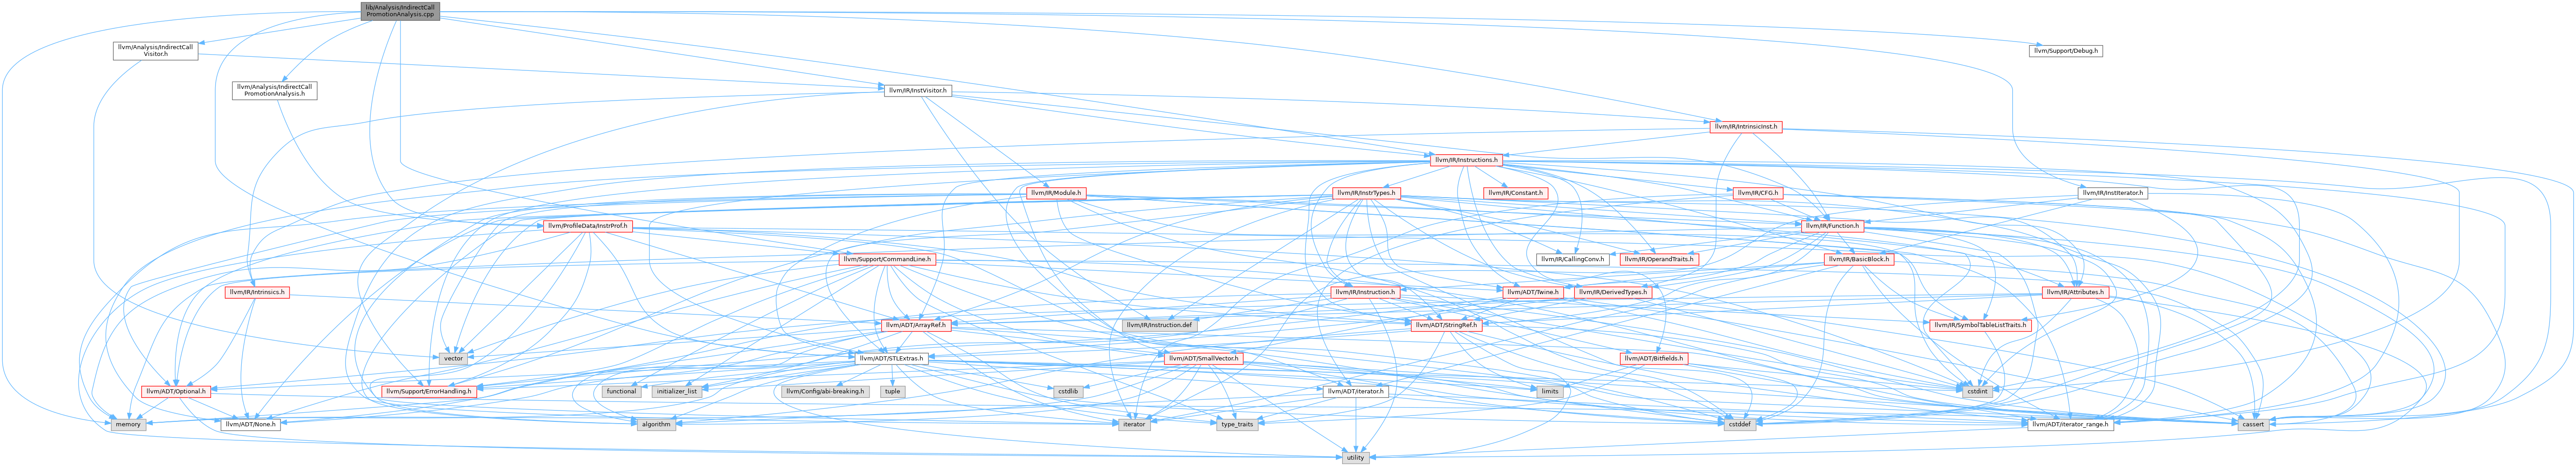 lib/Analysis/IndirectCall
PromotionAnalysis.cpp
llvm/Analysis/IndirectCall
Visitor.h
llvm/Support/Debug.h
llvm/Analysis/IndirectCall
PromotionAnalysis.h
llvm/IR/InstVisitor.h
llvm/IR/IntrinsicInst.h
llvm/IR/Instructions.h
llvm/IR/Module.h
llvm/IR/InstrTypes.h
llvm/IR/Constant.h
llvm/IR/CFG.h
llvm/IR/InstIterator.h
llvm/ProfileData/InstrProf.h
llvm/IR/Function.h
llvm/Support/CommandLine.h
llvm/IR/CallingConv.h
llvm/IR/OperandTraits.h
llvm/IR/BasicBlock.h
llvm/IR/Intrinsics.h
llvm/IR/Instruction.h
llvm/ADT/Twine.h
llvm/IR/DerivedTypes.h
llvm/IR/Attributes.h
llvm/ADT/ArrayRef.h
llvm/IR/Instruction.def
llvm/ADT/StringRef.h
llvm/IR/SymbolTableListTraits.h
vector
llvm/ADT/STLExtras.h
llvm/ADT/SmallVector.h
llvm/ADT/Bitfields.h
llvm/ADT/Optional.h
llvm/Support/ErrorHandling.h
functional
initializer_list
llvm/Config/abi-breaking.h
tuple
cstdlib
llvm/ADT/iterator.h
limits
cstdint
memory
llvm/ADT/None.h
algorithm
iterator
type_traits
cstddef
llvm/ADT/iterator_range.h
cassert
utility